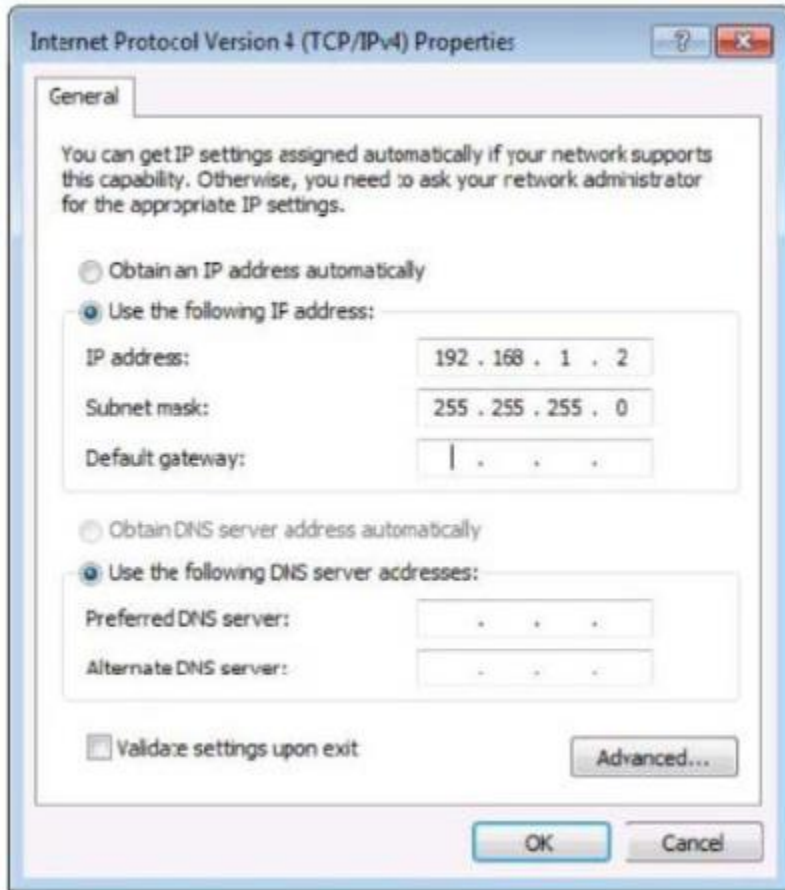 Internet Protocol Version 4 (TCP/IPv4) Properties
General
You can get IP settings assigned automatically if your network supports
this capability. Otherwise, you need to ask your network administrator
for the appropriate IP settings.
Obtain an IP address automatically
Use the following IP address:
IP address: 192 . 168 . 1 . 2
Subnet mask: 255 . 255 . 255 . 0
Default gateway: . . .
Obtain DNS server address automatically
Use the following DNS server addresses:
Preferred DNS server: . . .
Alternate DNS server: . . .
Validate settings upon exit
Advanced...
OK Cancel